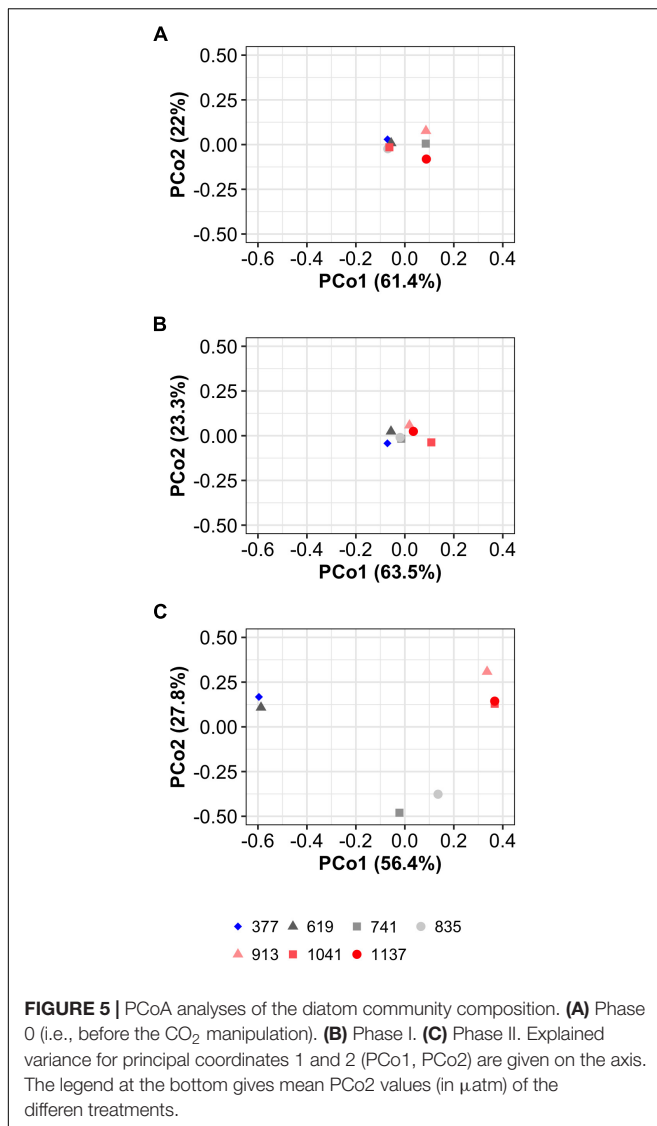 A
0.50
0.25
0.00
-0.25
-0.50
PCo2 (22%)
-0.6 -0.4 -0.2 0.0 0.2 0.4
PCo1 (61.4%)
B
0.50
0.25
0.00
-0.25
-0.50
PCo2 (23.3%)
-0.6 -0.4 -0.2 0.0 0.2 0.4
PCo1 (63.5%)
C
0.50
0.25
0.00
-0.25
-0.50
PCo2 (27.8%)
-0.6 -0.4 -0.2 0.0 0.2 0.4
PCo1 (56.4%)
377 619 741 835
913 1041 1137
FIGURE 5 | PCoA analyses of the diatom community composition. (A) Phase
0 (i.e., before the CO₂ manipulation). (B) Phase I. (C) Phase II. Explained
variance for principal coordinates 1 and 2 (PCo1, PCo2) are given on the axis.
The legend at the bottom gives mean PCo2 values (in μatm) of the
differen treatments.